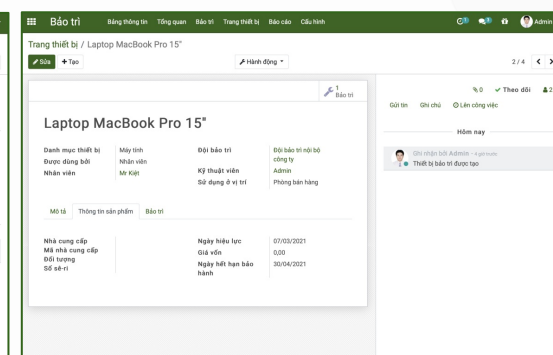 Bảo trì Bảng thông tin Tổng quan Bảo trì Trang thiết bị Báo cáo Cấu hình Admin
Trang thiết bị / Laptop MacBook Pro 15"
Sửa + Tạo Hành động 2 / 4
1
Bảo trì
0 Theo dõi 2
Gửi tin Ghi chú Lên công việc
Hôm nay
Ghi nhận bởi Admin - 4 giờ trước
Thiết bị bảo trì được tạo
Laptop MacBook Pro 15"
Danh mục thiết bị Máy tính
Được dùng bởi Nhân viên
Nhân viên Mr Kiệt
Đội bảo trì Đội bảo trì nội bộ
công ty
Kỹ thuật viên Admin
Sử dụng ở vị trí Phòng bán hàng
Mô tả Thông tin sản phẩm Bảo trì
Nhà cung cấp
Mã nhà cung cấp
Đối tượng
Số sê-ri
Ngày hiệu lực 07/03/2021
Giá vốn 0,00
Ngày hết hạn bảo 30/04/2021
hành